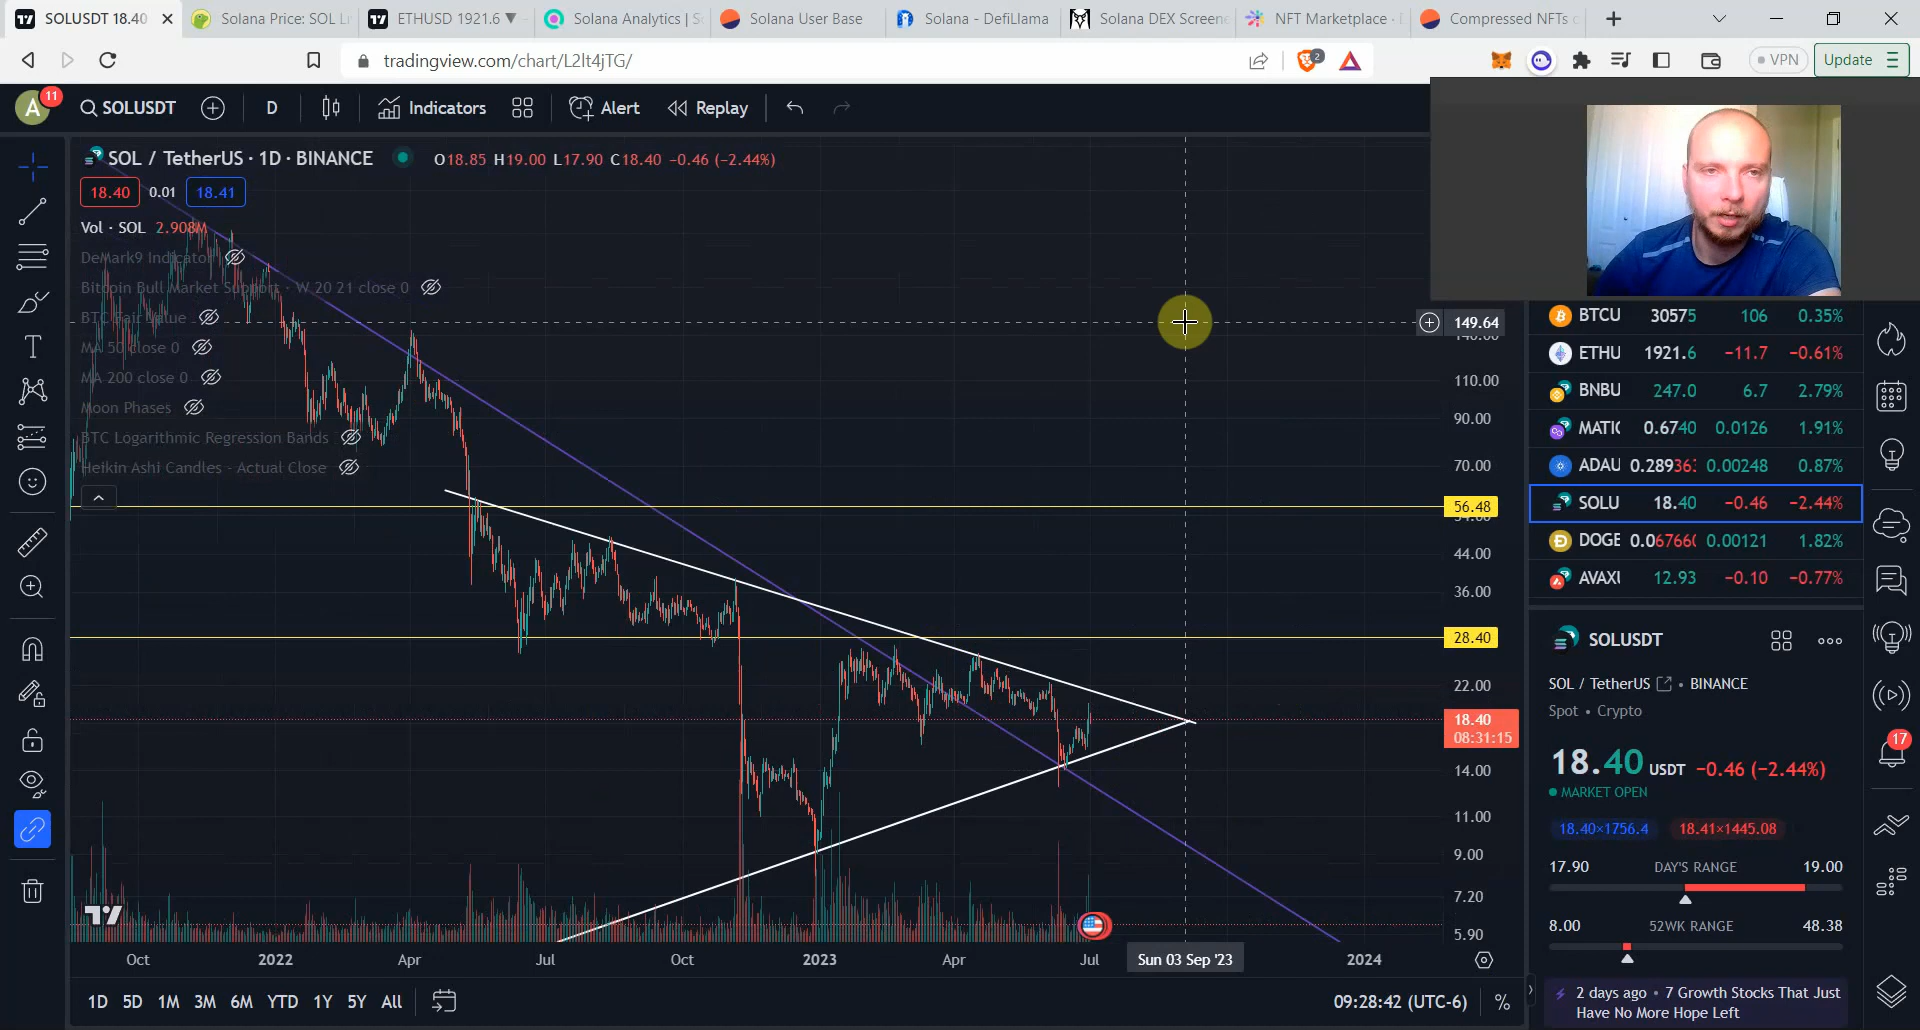 SOLUSDT 18.40
Solana Price: SOL Li
ETHUSD 1921.6 ▼
Solana Analytics | S
Solana User Base
Solana - DefiLlama
Solana DEX Screene
NFT Marketplace ·
Compressed NFTs
tradingview.com/chart/L2lt4jTG/
2
VPN
Update
A
11
SOLUSDT
D
Indicators
Alert
Replay
SOL / TetherUS · 1D · BINANCE
O18.85 H19.00 L17.90 C18.40 −0.46 (−2.44%)
18.40
0.01
18.41
Vol · SOL 2.908M
DeMark9 Indicator
Bitcoin Bull Market Support · W 20 21 close 0
BTC Fair Value
MA 50 close 0
MA 200 close 0
Moon Phases
BTC Logarithmic Regression Bands
Heikin Ashi Candles - Actual Close
149.64
140.00
110.00
90.00
70.00
56.48
54.00
44.00
36.00
28.40
22.00
18.40
08:31:15
14.00
11.00
9.00
7.20
5.90
Oct
2022
Apr
Jul
Oct
2023
Apr
Jul
Sun 03 Sep '23
2024
1D 5D 1M 3M 6M YTD 1Y 5Y All
09:28:42 (UTC-6)
%
BTCU 30575 106 0.35%
ETHU 1921.6 −11.7 −0.61%
BNBU 247.0 6.7 2.79%
MATIC 0.6740 0.0126 1.91%
ADAU 0.28936 0.00248 0.87%
SOLU 18.40 −0.46 −2.44%
DOGE 0.06766 0.00121 1.82%
AVAXU 12.93 −0.10 −0.77%
SOLUSDT
SOL / TetherUS • BINANCE
Spot • Crypto
18.40 USDT −0.46 (−2.44%)
MARKET OPEN
18.40×1756.4
18.41×1445.08
17.90 DAY'S RANGE 19.00
8.00 52WK RANGE 48.38
2 days ago • 7 Growth Stocks That Just
Have No More Hope Left
17